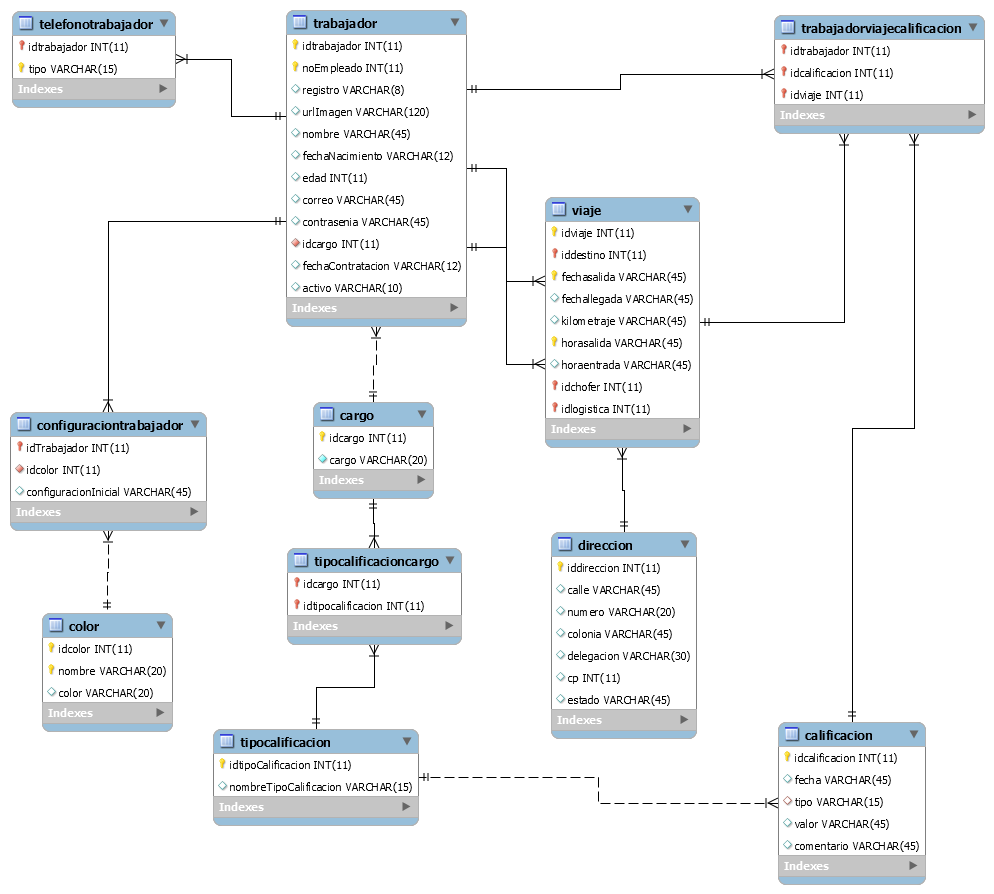 telefonotrabajador
idtrabajador INT(11)
tipo VARCHAR(15)
Indexes
trabajador
idtrabajador INT(11)
noEmpleado INT(11)
registro VARCHAR(8)
urlImagen VARCHAR(120)
nombre VARCHAR(45)
fechaNacimiento VARCHAR(12)
edad INT(11)
correo VARCHAR(45)
contrasenia VARCHAR(45)
idcargo INT(11)
fechaContratacion VARCHAR(12)
activo VARCHAR(10)
Indexes
trabajadorviajecalificacion
idtrabajador INT(11)
idcalificacion INT(11)
idviaje INT(11)
Indexes
viaje
idviaje INT(11)
iddestino INT(11)
fechasalida VARCHAR(45)
fechallegada VARCHAR(45)
kilometraje VARCHAR(45)
horasalida VARCHAR(45)
horaentrada VARCHAR(45)
idchofer INT(11)
idlogistica INT(11)
Indexes
configuraciontrabajador
idTrabajador INT(11)
idcolor INT(11)
configuracionInicial VARCHAR(45)
Indexes
cargo
idcargo INT(11)
cargo VARCHAR(20)
Indexes
tipocalificacioncargo
idcargo INT(11)
idtipocalificacion INT(11)
Indexes
direccion
iddireccion INT(11)
calle VARCHAR(45)
numero VARCHAR(20)
colonia VARCHAR(45)
delegacion VARCHAR(30)
cp INT(11)
estado VARCHAR(45)
Indexes
color
idcolor INT(11)
nombre VARCHAR(20)
color VARCHAR(20)
Indexes
tipocalificacion
idtipoCalificacion INT(11)
nombreTipoCalificacion VARCHAR(15)
Indexes
calificacion
idcalificacion INT(11)
fecha VARCHAR(45)
tipo VARCHAR(15)
valor VARCHAR(45)
comentario VARCHAR(45)
Indexes